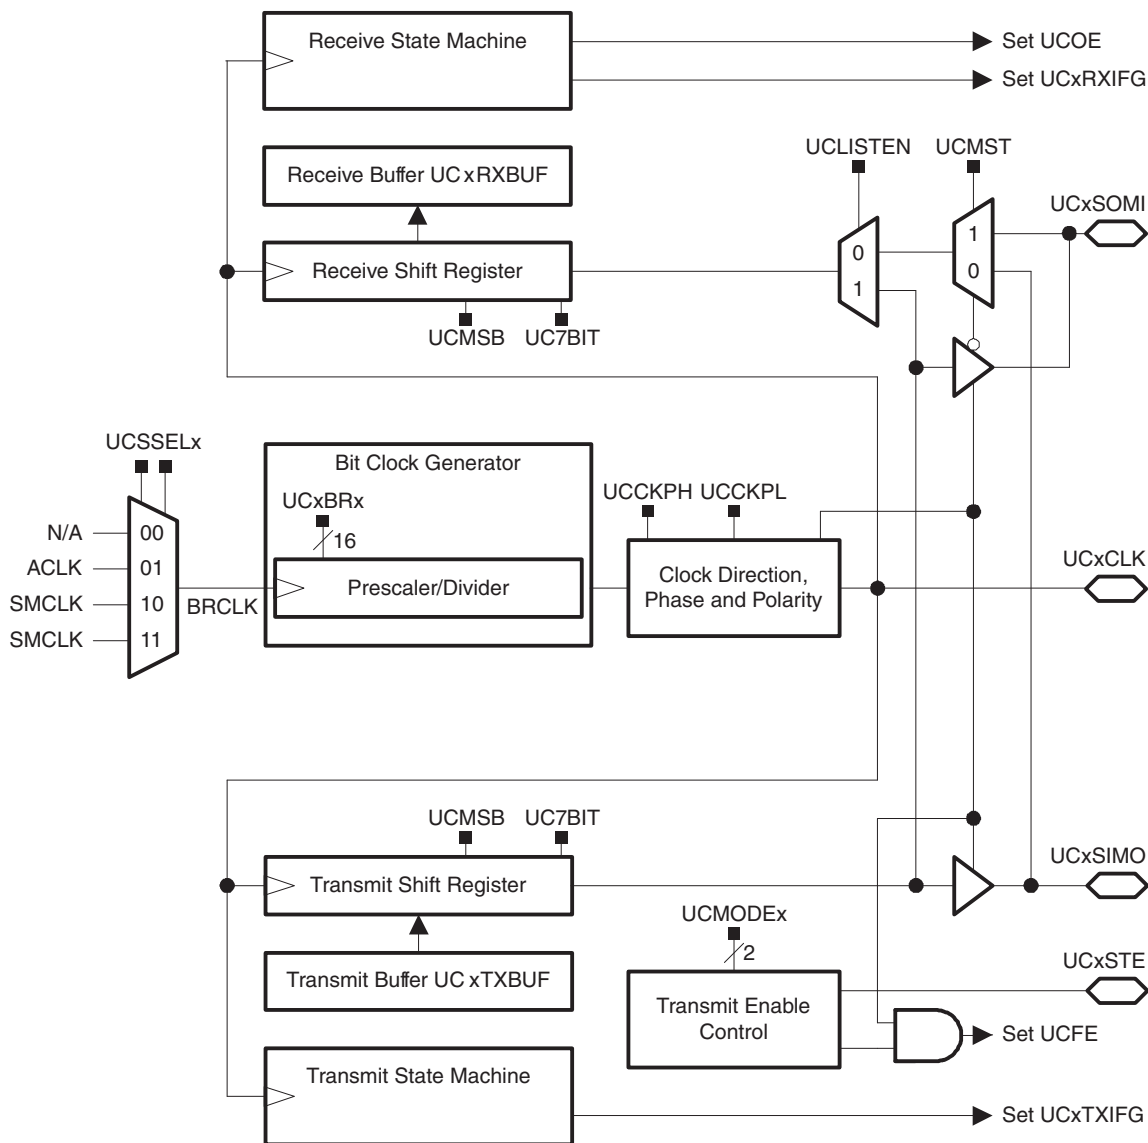 Receive State Machine
Set UCOE
Set UCxRXIFG
UCLISTEN
UCMST
Receive Buffer UCxRXBUF
UCxSOMI
1
0
0
1
Receive Shift Register
UCMSB
UC7BIT
UCSSELx
Bit Clock Generator
UCxBRx
16
UCCKPH
UCCKPL
N/A
00
ACLK
01
SMCLK
10
SMCLK
11
BRCLK
Prescaler/Divider
Clock Direction,
Phase and Polarity
UCxCLK
UCMSB
UC7BIT
Transmit Shift Register
UCxSIMO
UCMODEx
2
Transmit Buffer UCxTXBUF
UCxSTE
Transmit Enable
Control
Set UCFE
Transmit State Machine
Set UCxTXIFG